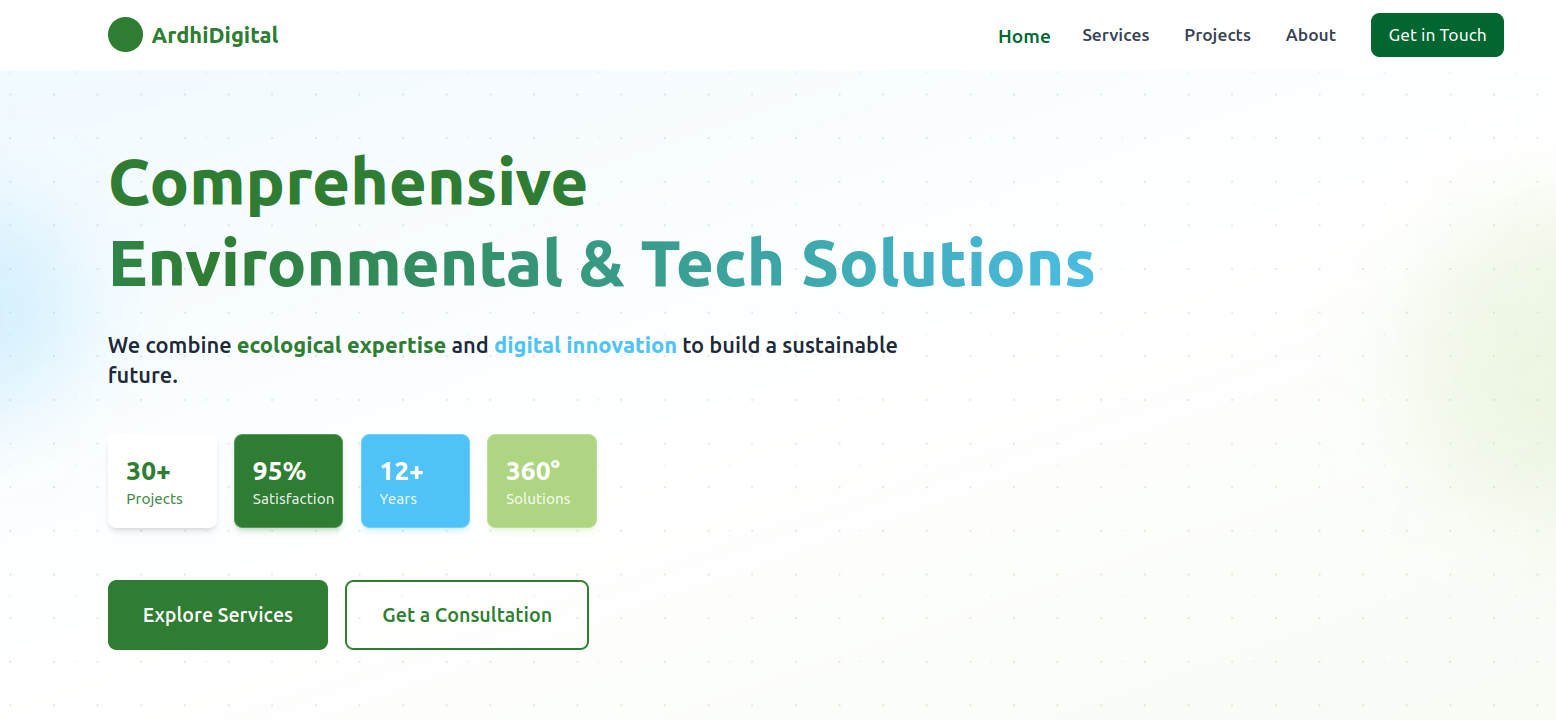 ArdhiDigital
Home Services Projects About Get in Touch
Comprehensive
Environmental & Tech Solutions
We combine ecological expertise and digital innovation to build a sustainable
future.
30+ 95% 12+ 360°
Projects Satisfaction Years Solutions
Explore Services Get a Consultation